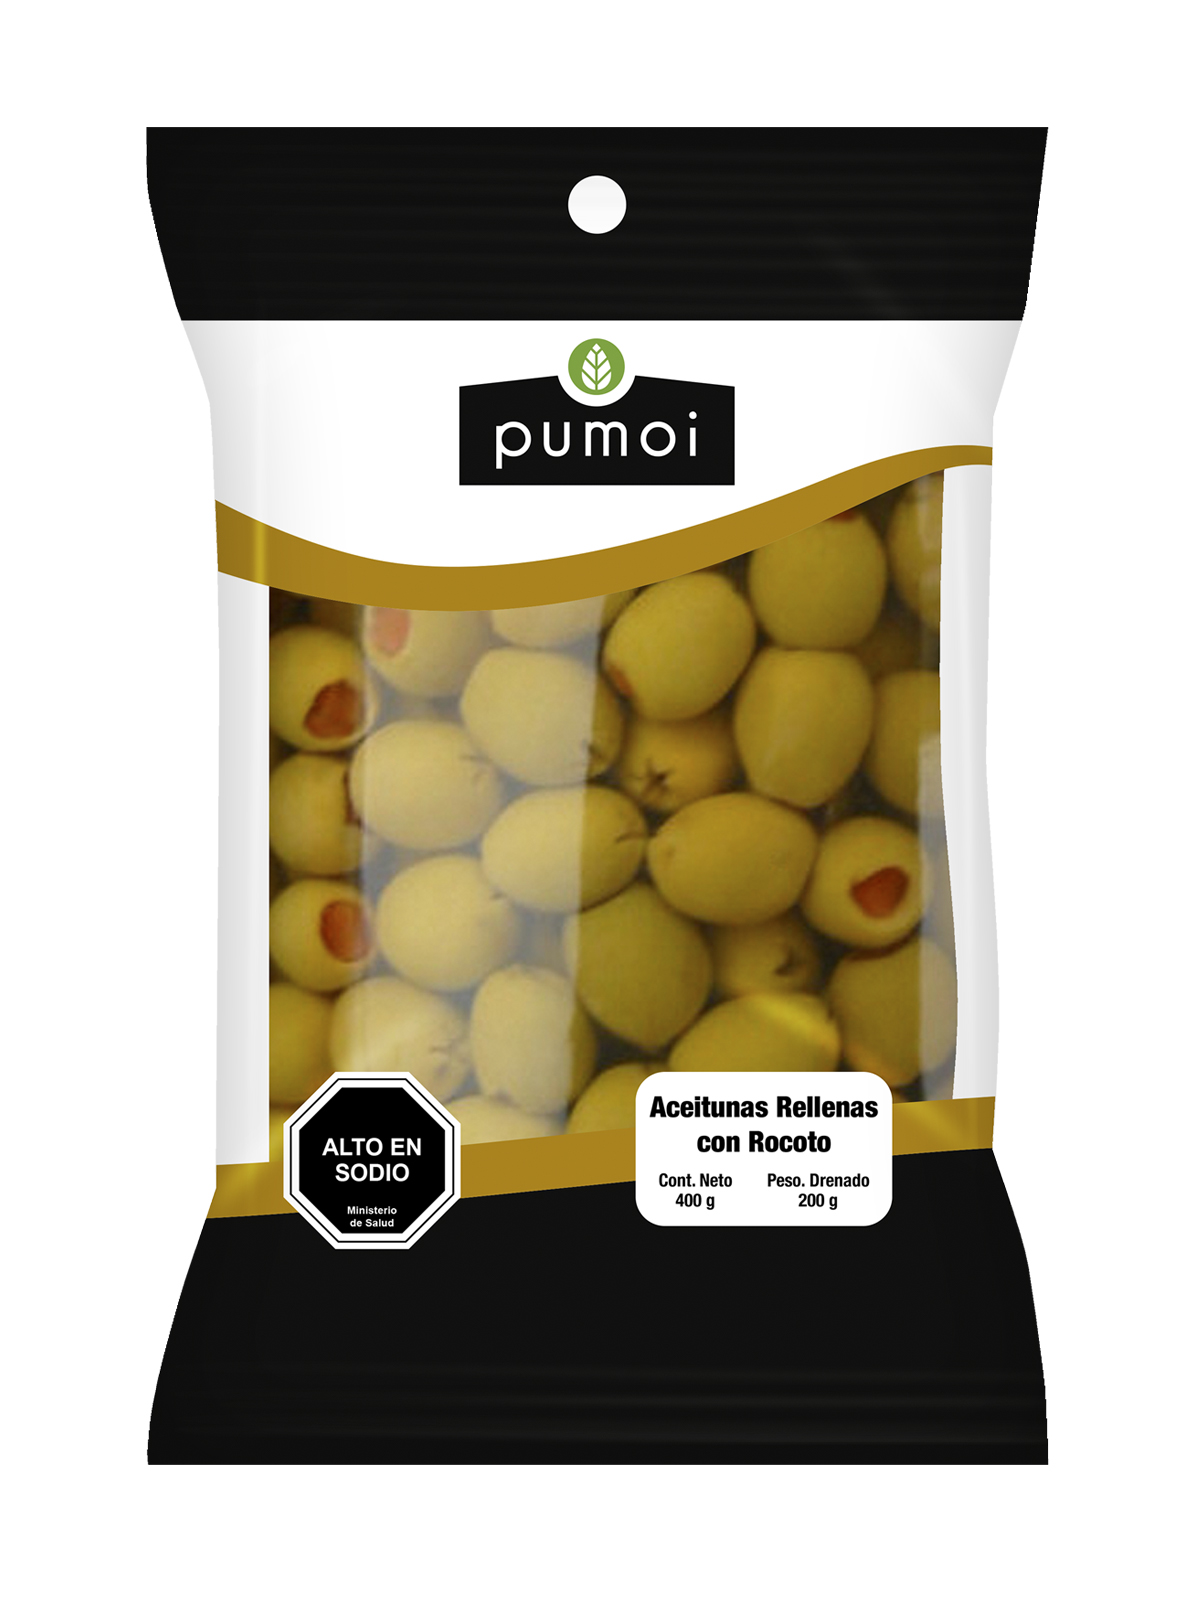 pumoi
ALTO EN
SODIO
Ministerio
de Salud
Aceitunas Rellenas
con Rocoto
Cont. Neto
400 g
Peso. Drenado
200 g